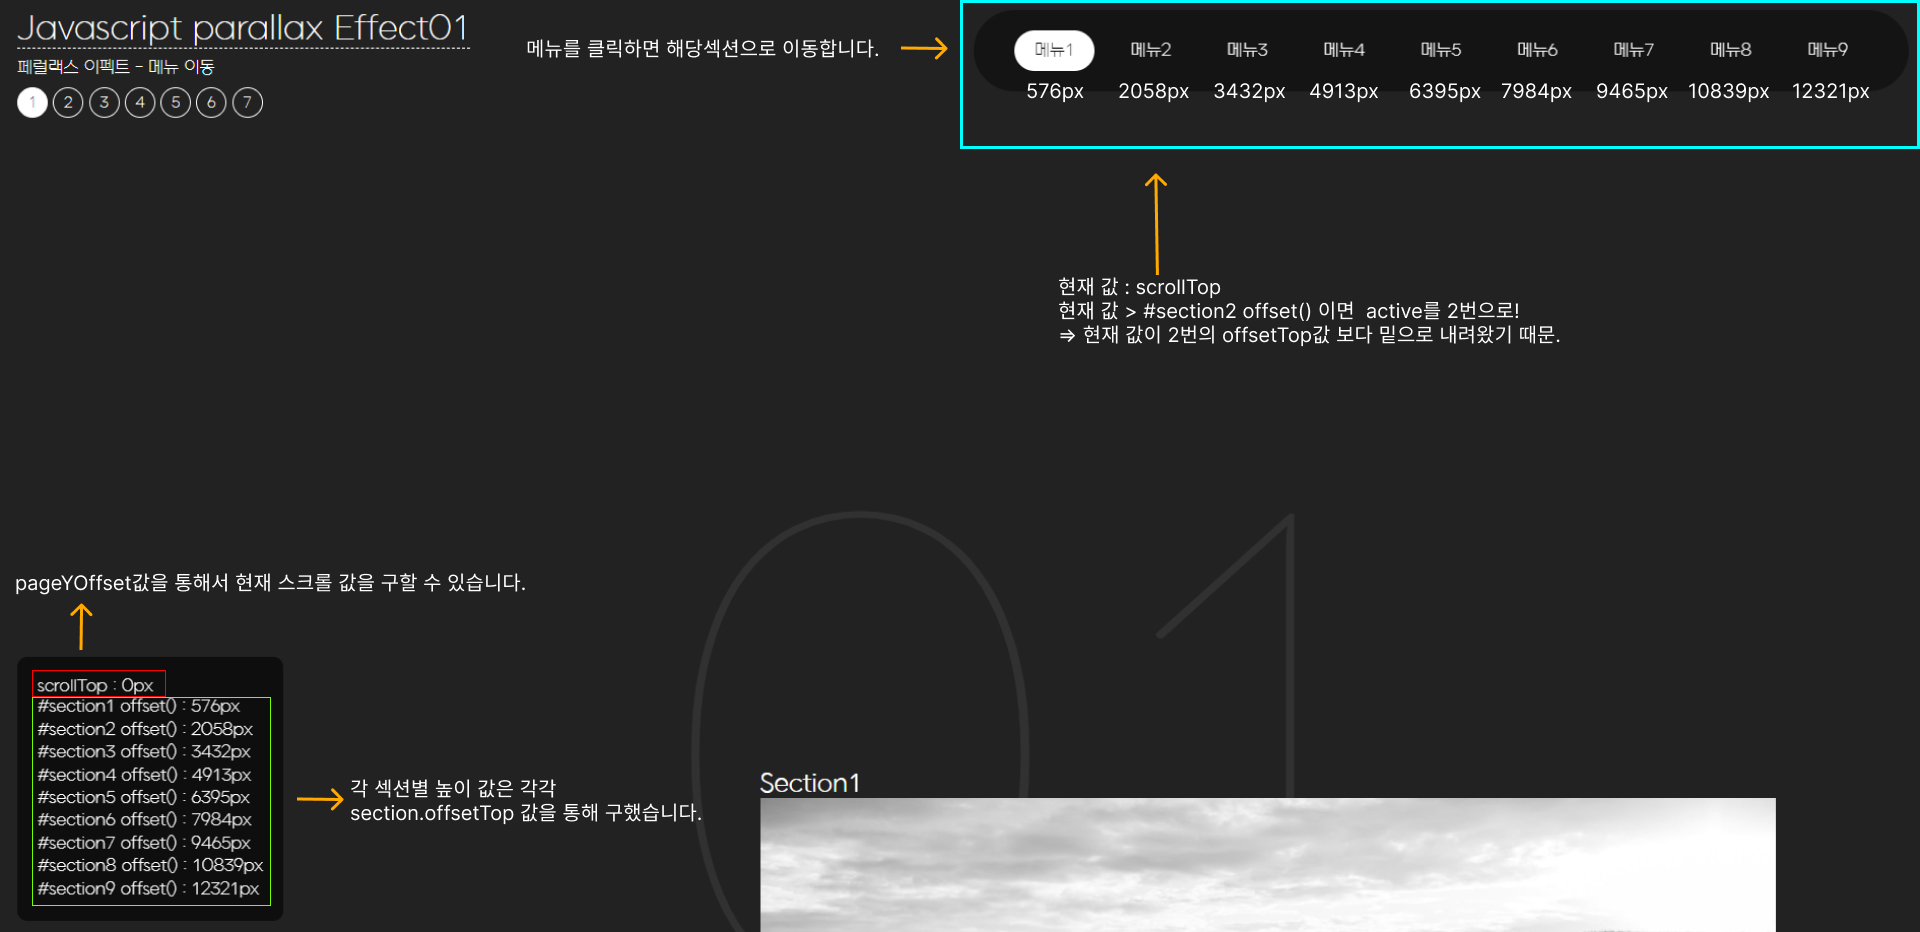 Javascript parallax Effect01
페럴랙스 이펙트 - 메뉴 이동
1 2 3 4 5 6 7
메뉴를 클릭하면 해당섹션으로 이동합니다.
메뉴1 메뉴2 메뉴3 메뉴4 메뉴5 메뉴6 메뉴7 메뉴8 메뉴9
576px 2058px 3432px 4913px 6395px 7984px 9465px 10839px 12321px
현재 값 : scrollTop
현재 값 > #section2 offset() 이면 active를 2번으로!
⇒ 현재 값이 2번의 offsetTop값 보다 밑으로 내려왔기 때문.
01
pageYOffset값을 통해서 현재 스크롤 값을 구할 수 있습니다.
scrollTop : 0px
#section1 offset() : 576px
#section2 offset() : 2058px
#section3 offset() : 3432px
#section4 offset() : 4913px
#section5 offset() : 6395px
#section6 offset() : 7984px
#section7 offset() : 9465px
#section8 offset() : 10839px
#section9 offset() : 12321px
각 섹션별 높이 값은 각각
section.offsetTop 값을 통해 구했습니다.
Section1